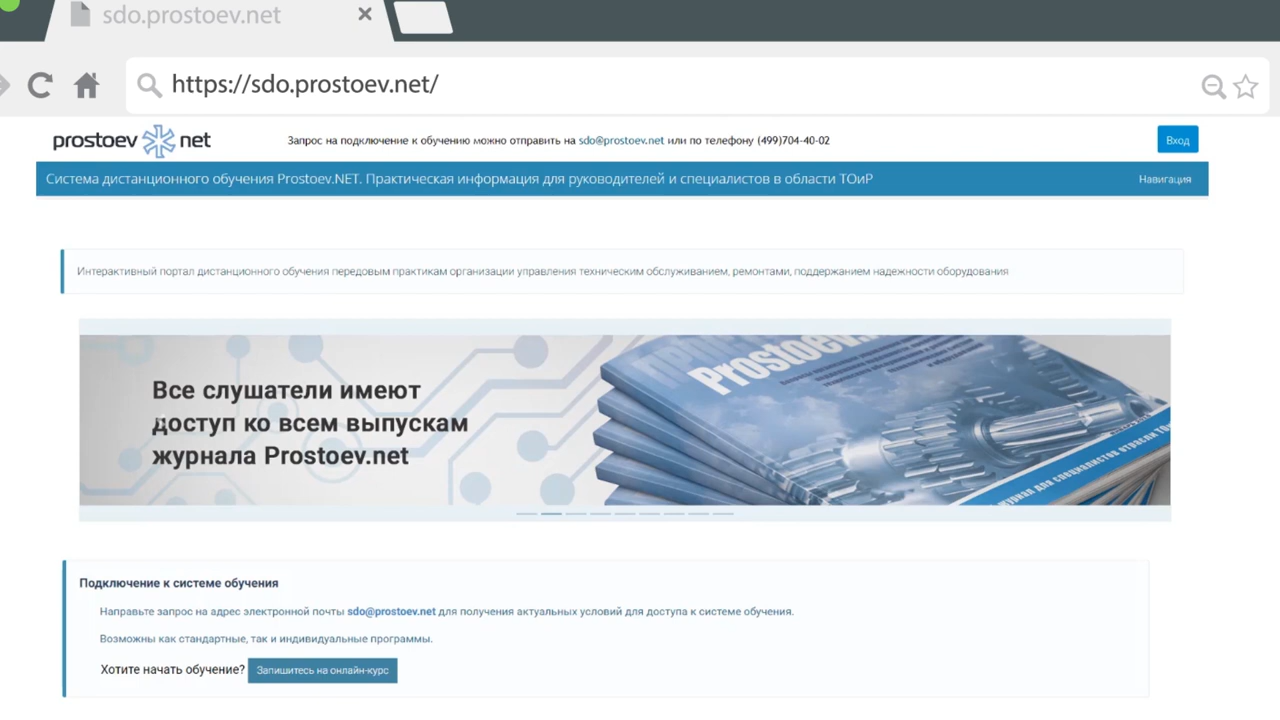 sdo.prostoev.net
https://sdo.prostoev.net/
prostoev net
Запрос на подключение к обучению можно отправить на sdo@prostoev.net или по телефону (499)704-40-02
Вход
Система дистанционного обучения Prostoev.NET. Практическая информация для руководителей и специалистов в области ТОиР
Навигация
Интерактивный портал дистанционного обучения передовым практикам организации управления техническим обслуживанием, ремонтами, поддержанием надежности оборудования
Все слушатели имеют
доступ ко всем выпускам
журнала Prostoev.net
Prostoev.
журнал для специалистов отрасли
Подключение к системе обучения
Направьте запрос на адрес электронной почты sdo@prostoev.net для получения актуальных условий для доступа к системе обучения.
Возможны как стандартные, так и индивидуальные программы.
Хотите начать обучение? Запишитесь на онлайн-курс